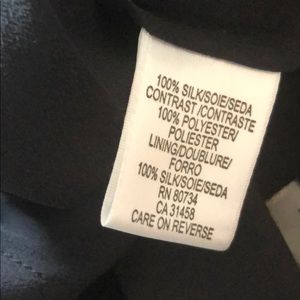 100% SILK/SOIE/SEDA
CONTRAST/CONTRASTE
100% POLYESTER/
POLIESTER
LINING/DOUBLURE/
FORRO
100% SILK/SOIE/SEDA
RN 80734
CA 31458
CARE ON REVERSE